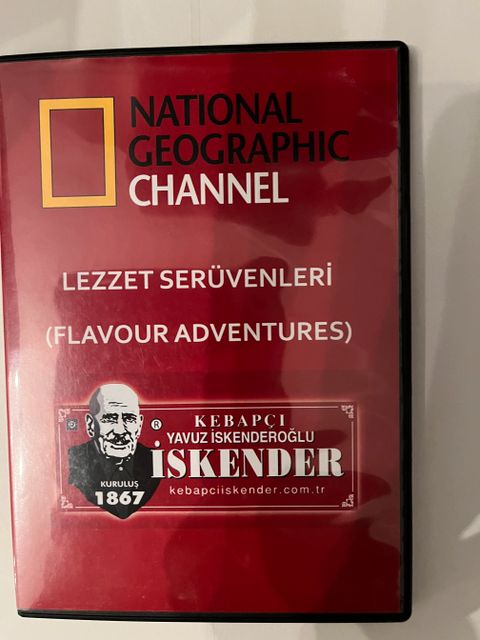 NATIONAL
GEOGRAPHIC
CHANNEL
LEZZET SERÜVENLERİ
(FLAVOUR ADVENTURES)
KEBAPÇI
YAVUZ İSKENDEROĞLU
®
İSKENDER
kebapciiskender.com.tr
KURULUŞ
1867